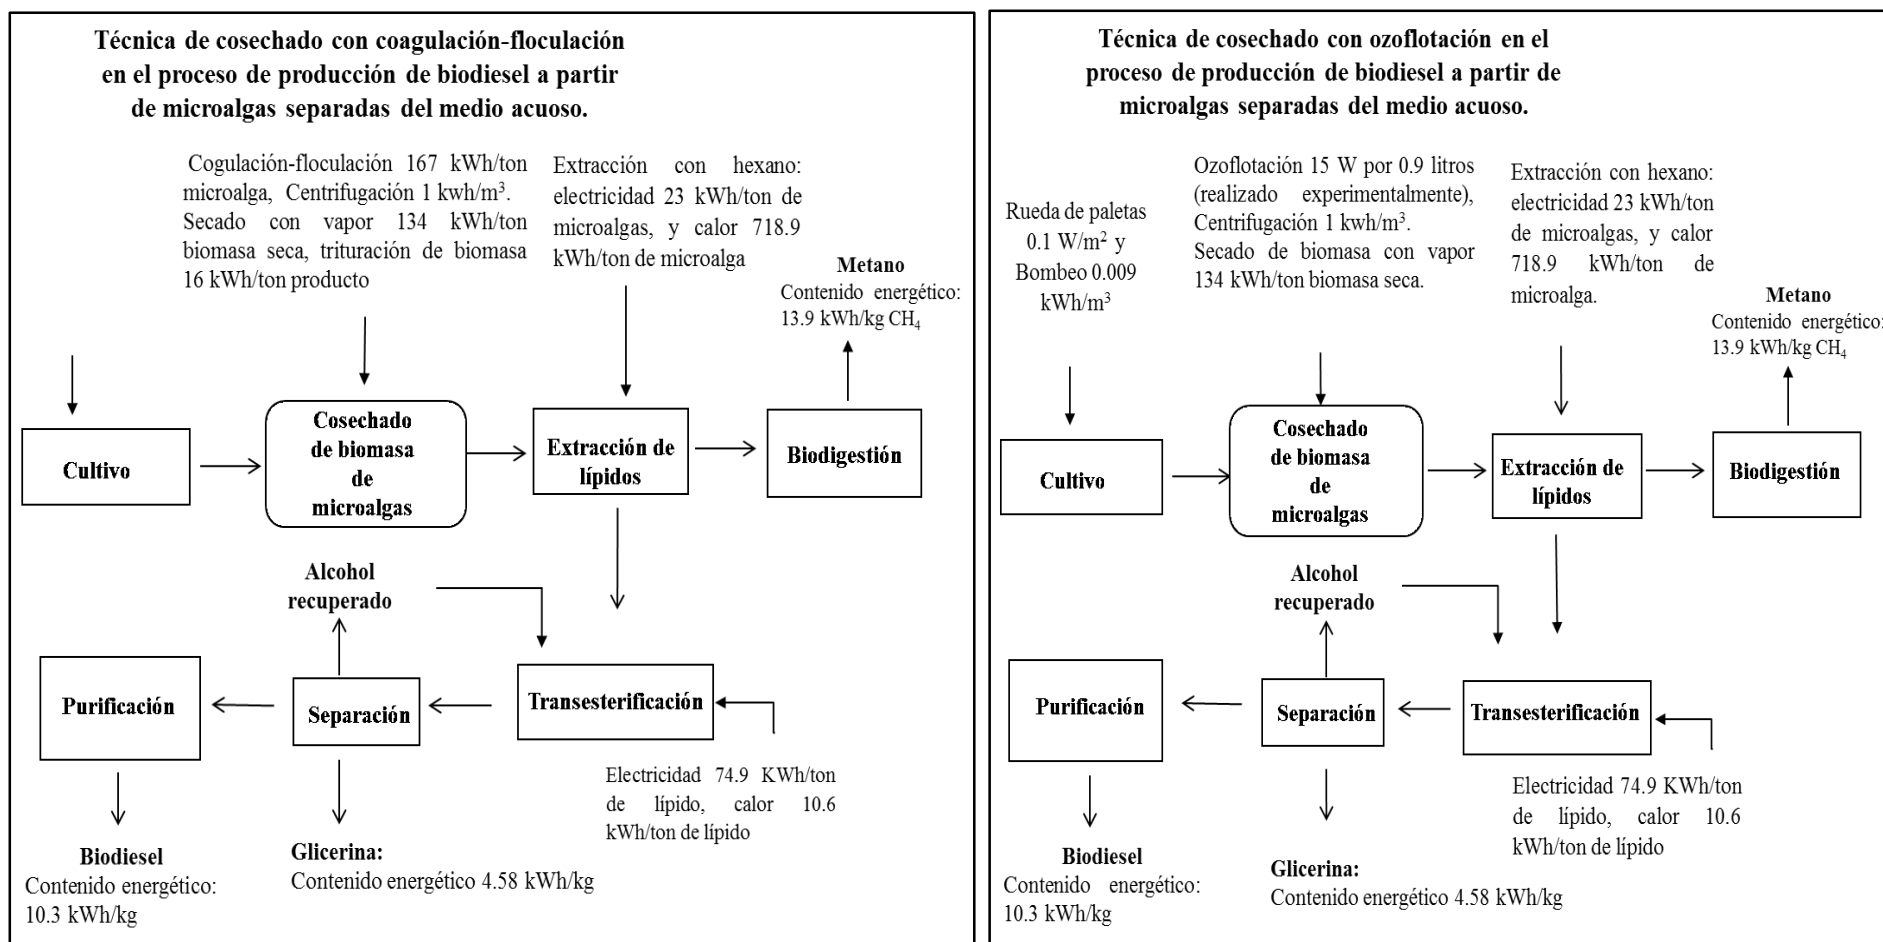 Técnica de cosechado con coagulación-floculación
en el proceso de producción de biodiesel a partir
de microalgas separadas del medio acuoso.
Cogulación-floculación 167 kWh/ton
microalga, Centrifugación 1 kwh/m³.
Secado con vapor 134 kWh/ton
biomasa seca, trituración de biomasa
16 kWh/ton producto
Extracción con hexano:
electricidad 23 kWh/ton de
microalgas, y calor 718.9
kWh/ton de microalga
Metano
Contenido energético:
13.9 kWh/kg CH₄
Cultivo
Cosechado
de biomasa
de
microalgas
Extracción de
lípidos
Biodigestión
Alcohol
recuperado
Purificación
Separación
Transesterificación
Electricidad 74.9 KWh/ton
de lípido, calor 10.6
kWh/ton de lípido
Biodiesel
Contenido energético:
10.3 kWh/kg
Glicerina:
Contenido energético 4.58 kWh/kg
Técnica de cosechado con ozoflotación en el
proceso de producción de biodiesel a partir de
microalgas separadas del medio acuoso.
Rueda de paletas
0.1 W/m² y
Bombeo 0.009
kWh/m³
Ozoflotación 15 W por 0.9 litros
(realizado experimentalmente),
Centrifugación 1 kwh/m³.
Secado de biomasa con vapor
134 kWh/ton biomasa seca.
Extracción con hexano:
electricidad 23 kWh/ton
de microalgas, y calor
718.9 kWh/ton de
microalga.
Metano
Contenido energético:
13.9 kWh/kg CH₄
Cultivo
Cosechado
de biomasa
de
microalgas
Extracción de
lípidos
Biodigestión
Alcohol
recuperado
Purificación
Separación
Transesterificación
Electricidad 74.9 KWh/ton
de lípido, calor 10.6
kWh/ton de lípido
Biodiesel
Contenido energético:
10.3 kWh/kg
Glicerina:
Contenido energético 4.58 kWh/kg